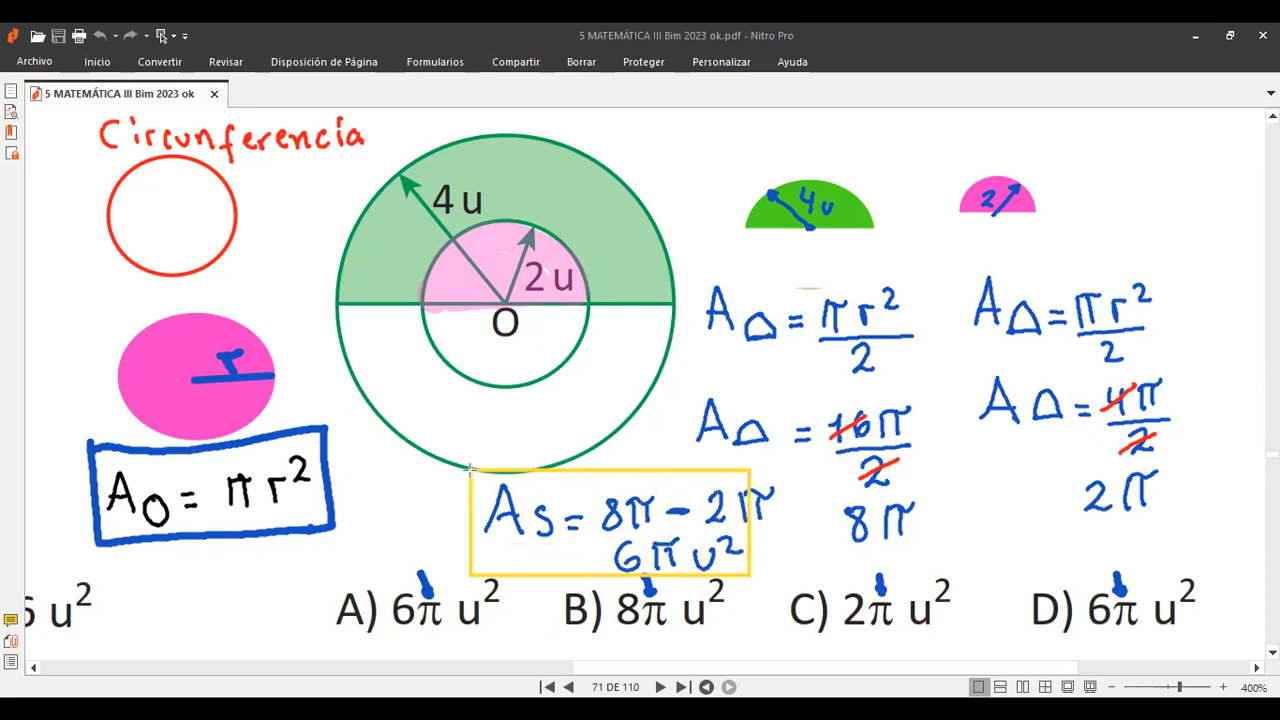 5 MATEMÁTICA III Bim 2023 ok.pdf - Nitro Pro
Archivo Inicio Convertir Revisar Disposición de Página Formularios Compartir Borrar Proteger Personalizar Ayuda
5 MATEMÁTICA III Bim 2023 ok
Circunferencia
4 u
2 u
O
r
A = π r²
4u
A = πr²/2
A = 16π/2
8π
2
A = πr²/2
A = 4π/2
2π
As = 8π - 2π
6π u²
6 u²
A) 6π u² B) 8π u² C) 2π u² D) 6π u²
71 DE 110
400%